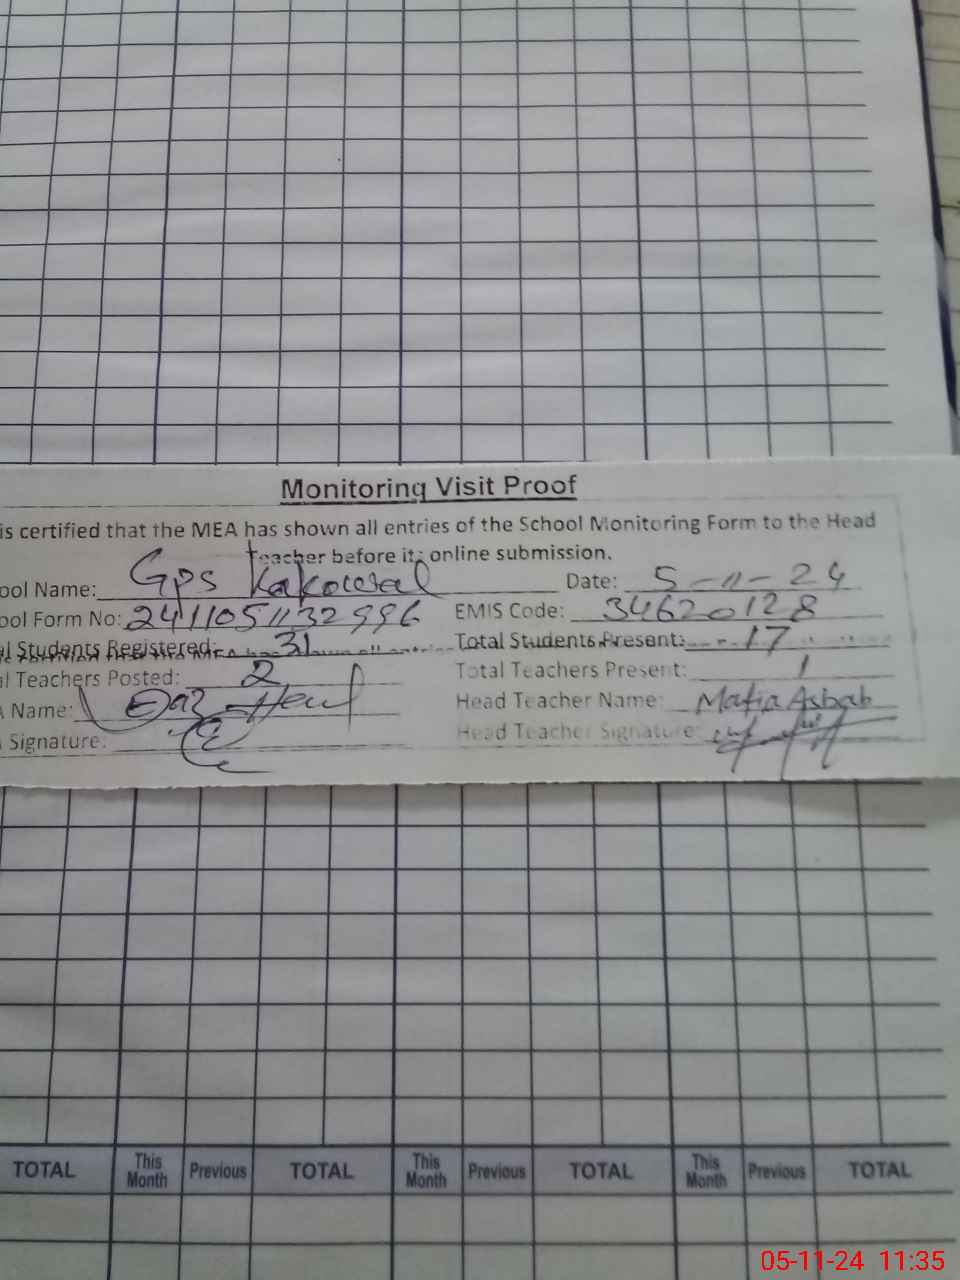 Monitoring Visit Proof
is certified that the MEA has shown all entries of the School Monitoring Form to the Head
teacher before its online submission.
ool Name: Gps Kakowal Date: 5-11-24
ool Form No: 2411051132996 EMIS Code: 34620128
l Students Registered: 31 Total Students Present: 17
l Teachers Posted: 2 Total Teachers Present: 1
A Name: Head Teacher Name: Mafia Asbab
Signature: Head Teacher Signature:
TOTAL This Month Previous TOTAL This Month Previous TOTAL This Month Previous TOTAL
05-11-24 11:35